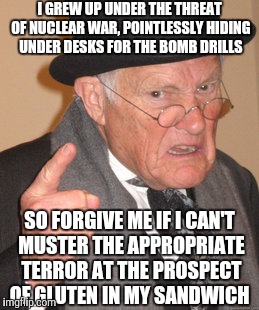 I GREW UP UNDER THE THREAT
OF NUCLEAR WAR, POINTLESSLY HIDING
UNDER DESKS FOR THE BOMB DRILLS
SO FORGIVE ME IF I CAN'T
MUSTER THE APPROPRIATE
TERROR AT THE PROSPECT
OF GLUTEN IN MY SANDWICH
imgflip.com